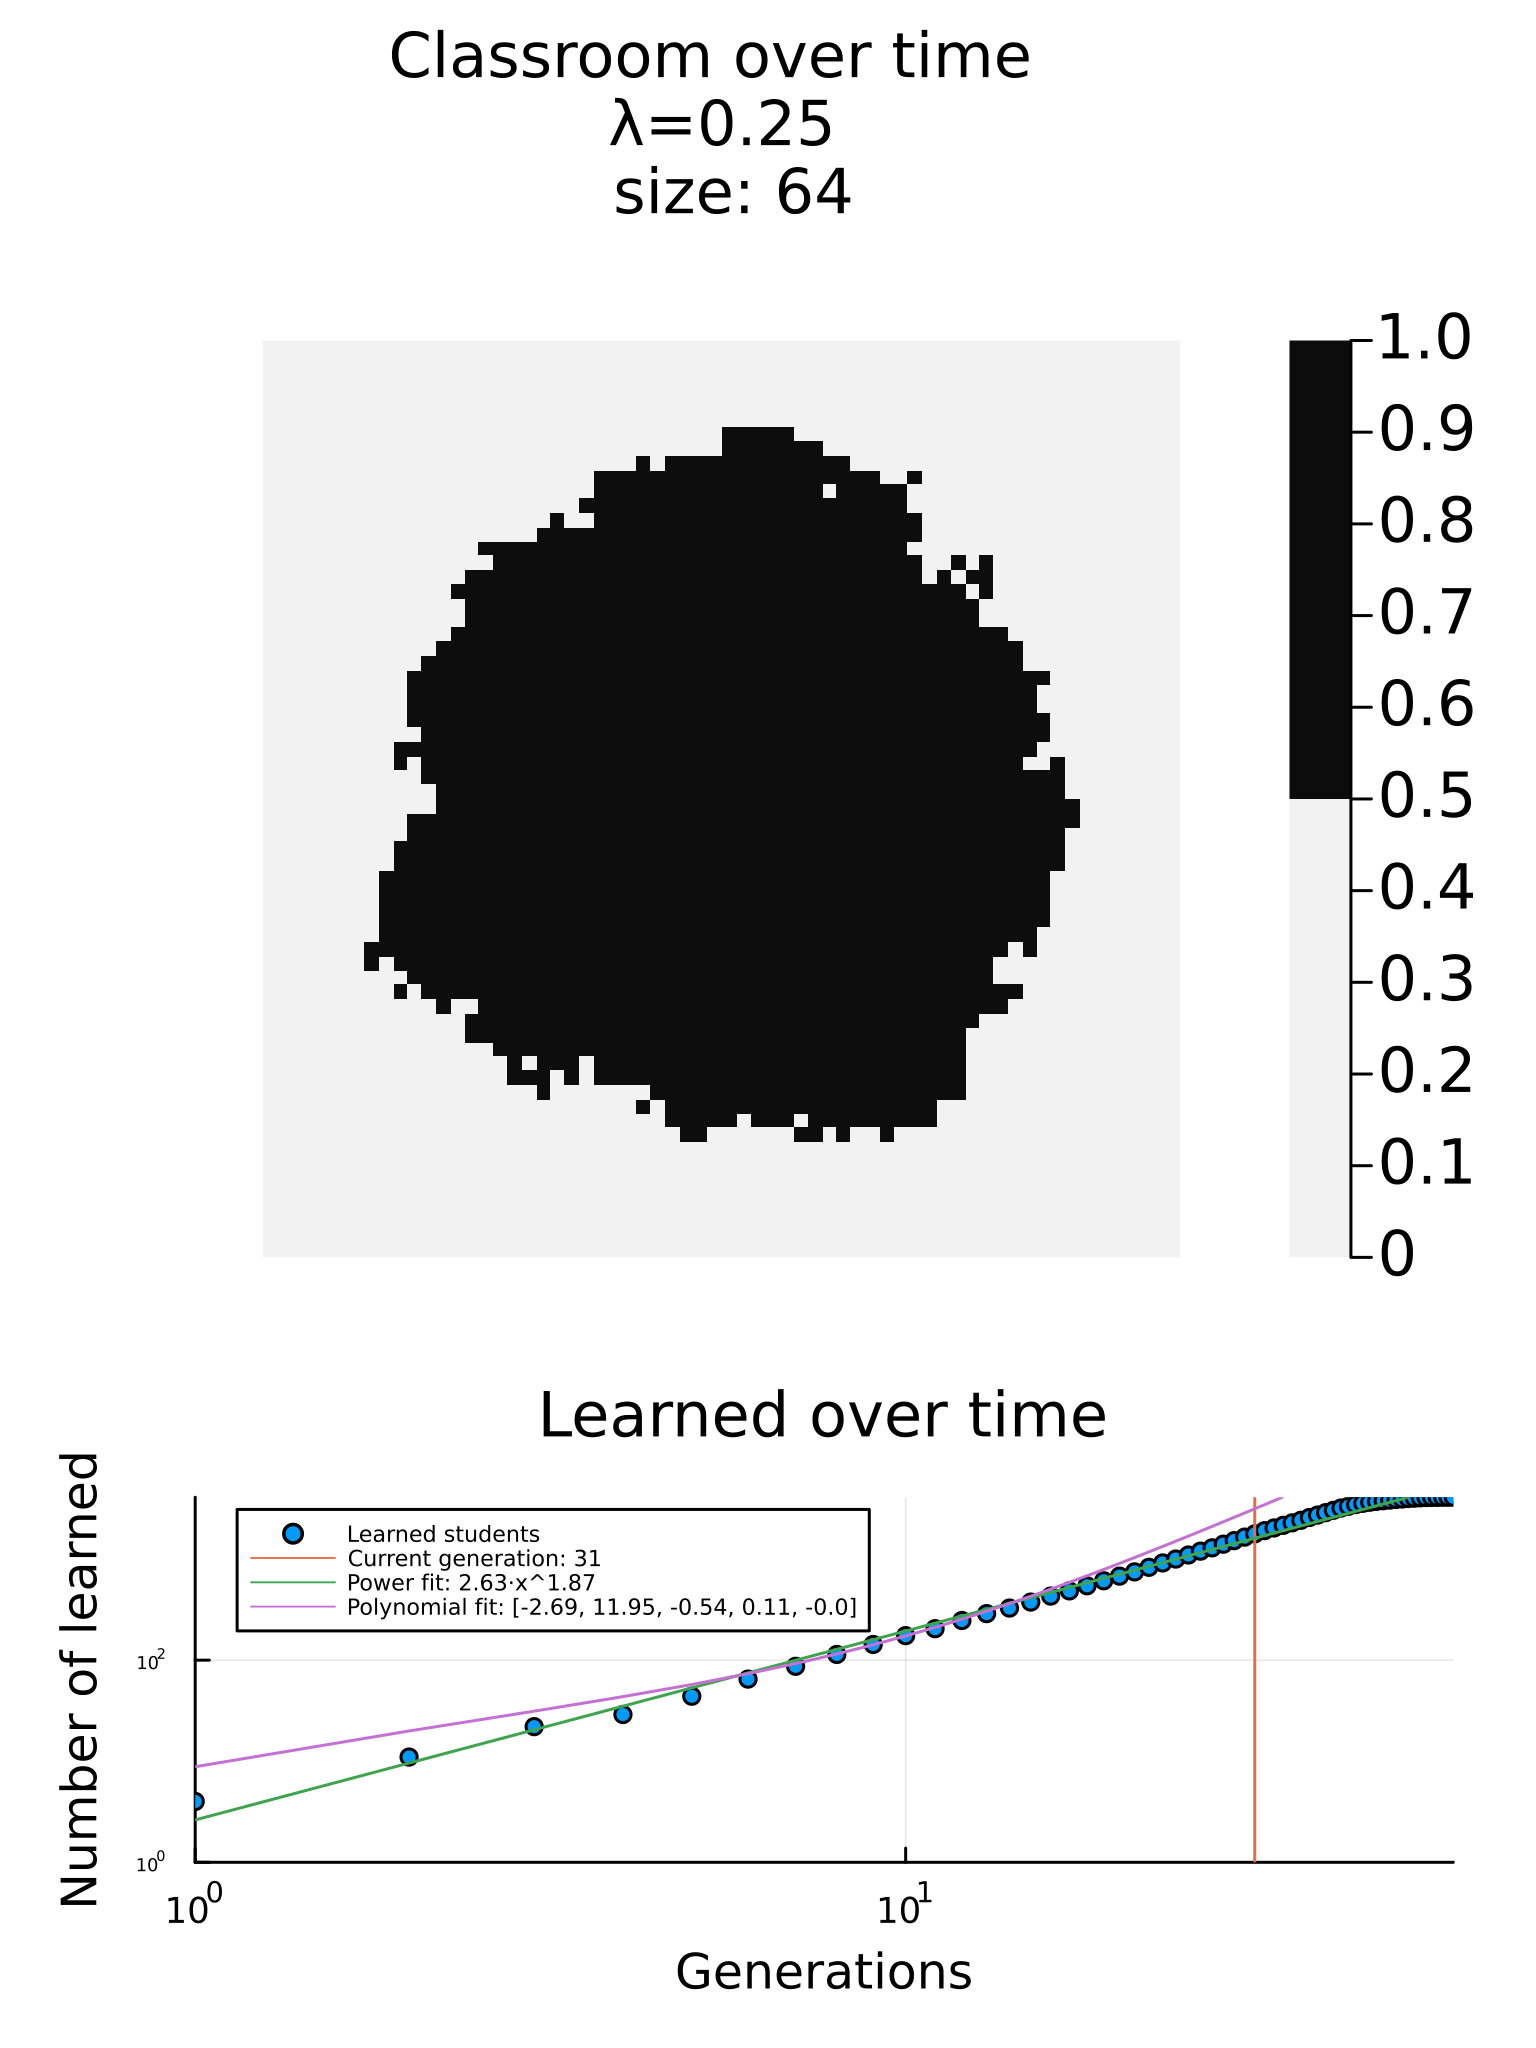 Classroom over time
λ=0.25
size: 64
1.0
0.9
0.8
0.7
0.6
0.5
0.4
0.3
0.2
0.1
0
Learned over time
Number of learned
Learned students
Current generation: 31
Power fit: 2.63·x^1.87
Polynomial fit: [-2.69, 11.95, -0.54, 0.11, -0.0]
10²
10⁰
10⁰ 10¹
Generations